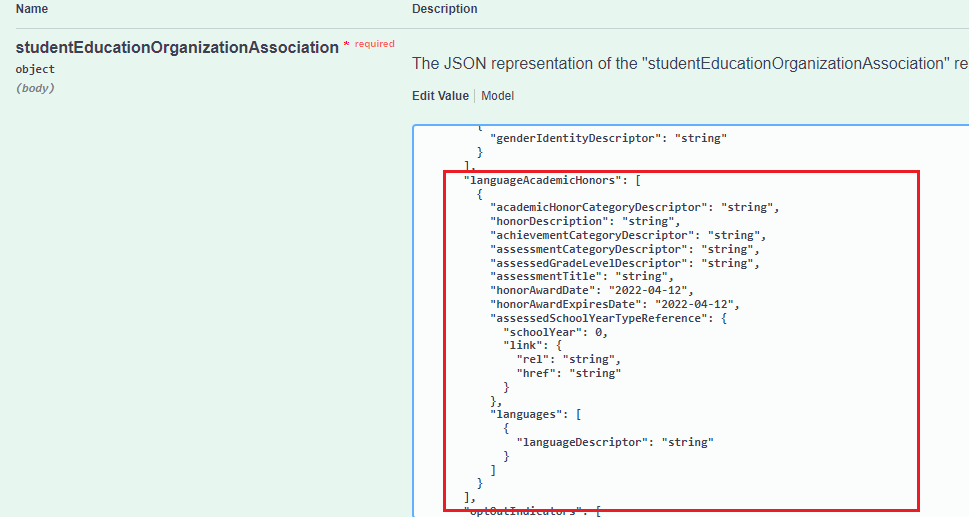 Name
Description
studentEducationOrganizationAssociation * required
object
(body)
The JSON representation of the "studentEducationOrganizationAssociation" re
Edit Value | Model
{
"genderIdentityDescriptor": "string"
}
],
"languageAcademicHonors": [
{
"academicHonorCategoryDescriptor": "string",
"honorDescription": "string",
"achievementCategoryDescriptor": "string",
"assessmentCategoryDescriptor": "string",
"assessedGradeLevelDescriptor": "string",
"assessmentTitle": "string",
"honorAwardDate": "2022-04-12",
"honorAwardExpiresDate": "2022-04-12",
"assessedSchoolYearTypeReference": {
"schoolYear": 0,
"link": {
"rel": "string",
"href": "string"
}
},
"languages": [
{
"languageDescriptor": "string"
}
]
}
],
"optOutIndicators": [